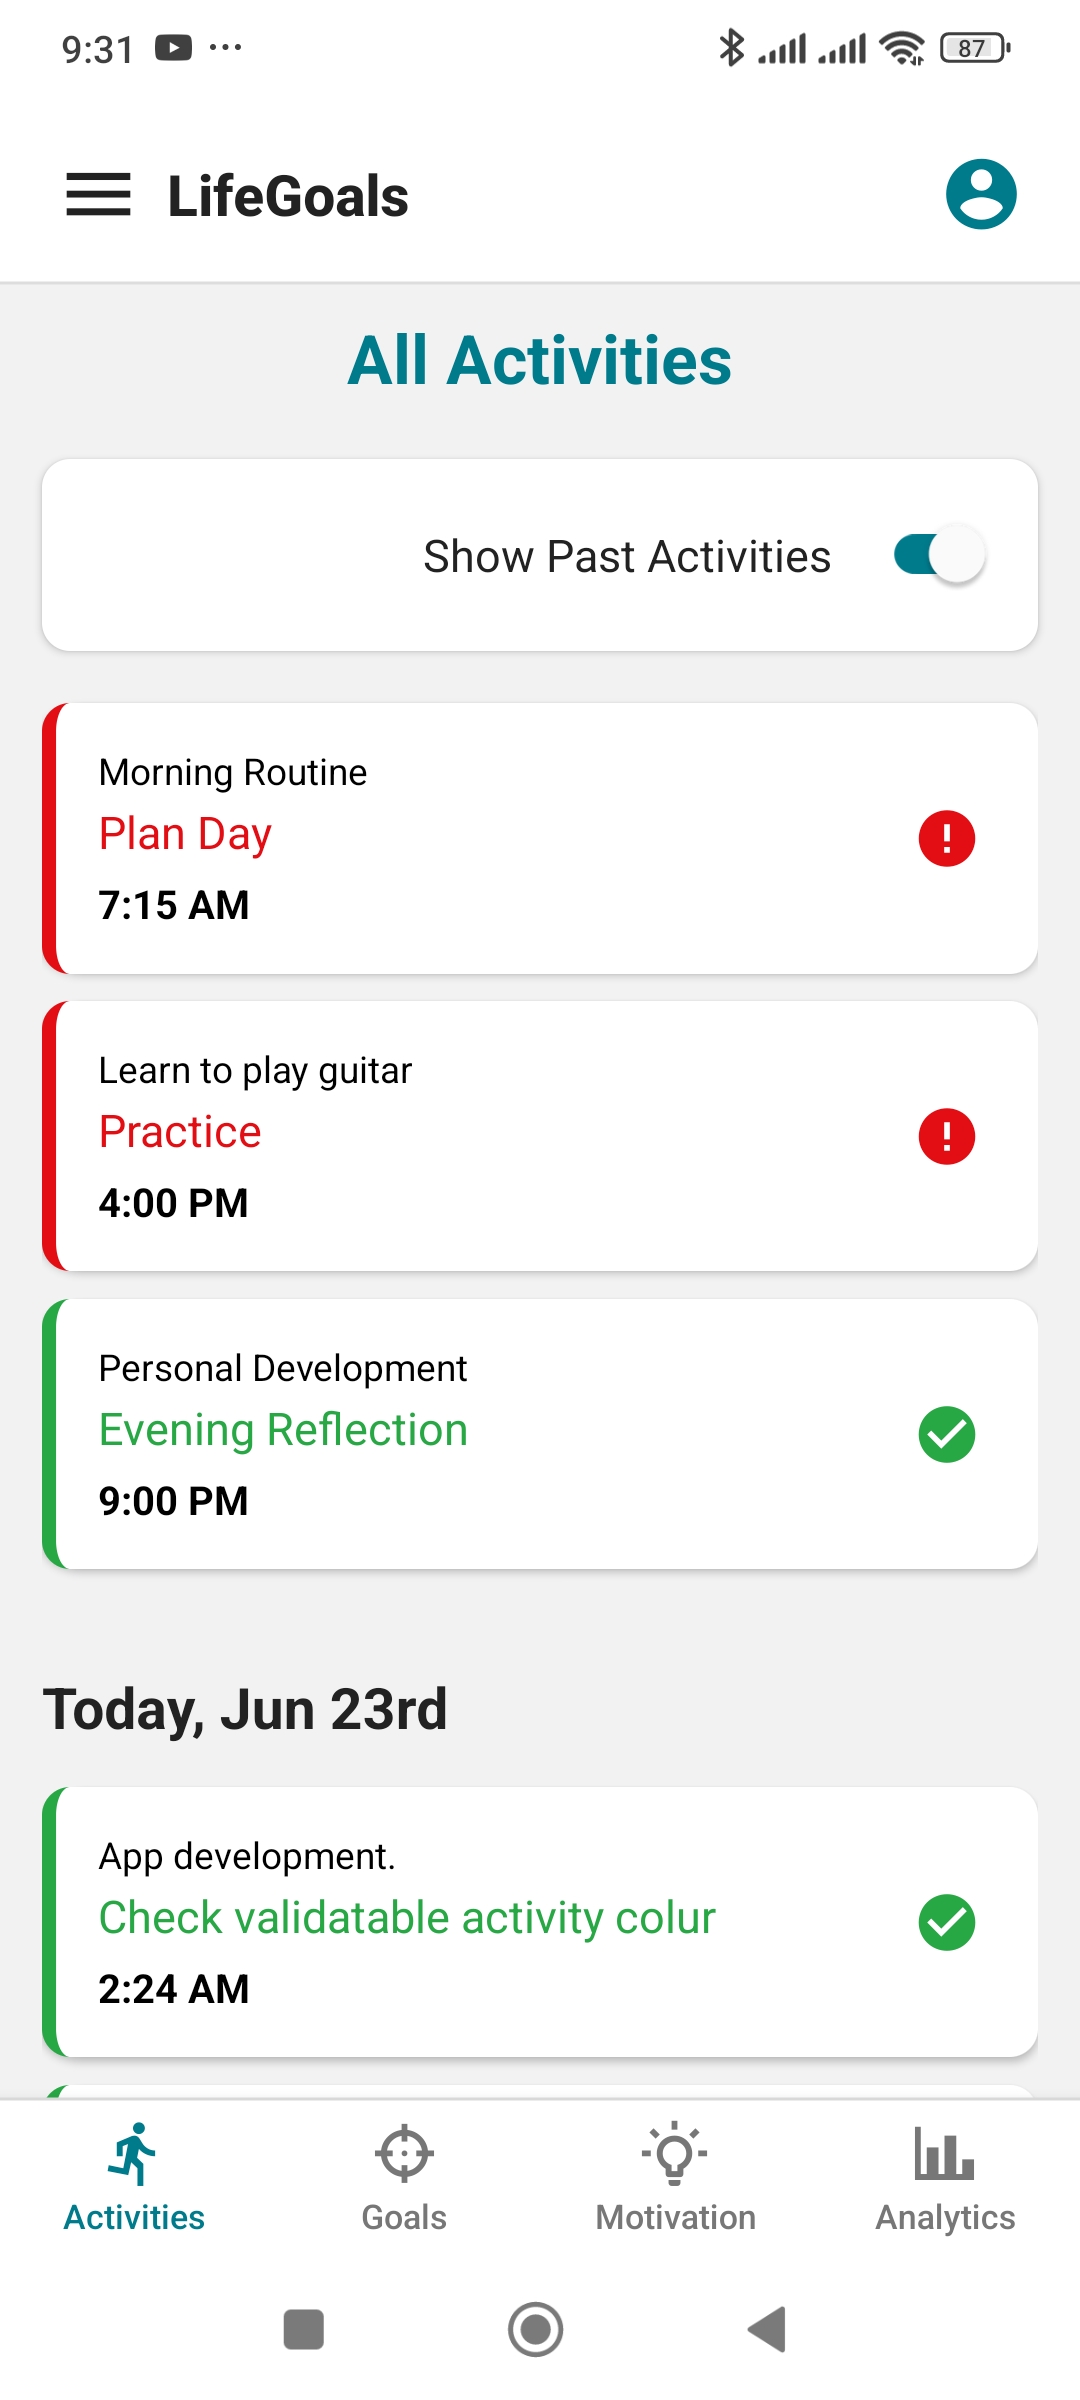 9:31
87
LifeGoals
All Activities
Show Past Activities
Morning Routine
Plan Day
7:15 AM
Learn to play guitar
Practice
4:00 PM
Personal Development
Evening Reflection
9:00 PM
Today, Jun 23rd
App development.
Check validatable activity colur
2:24 AM
Activities
Goals
Motivation
Analytics